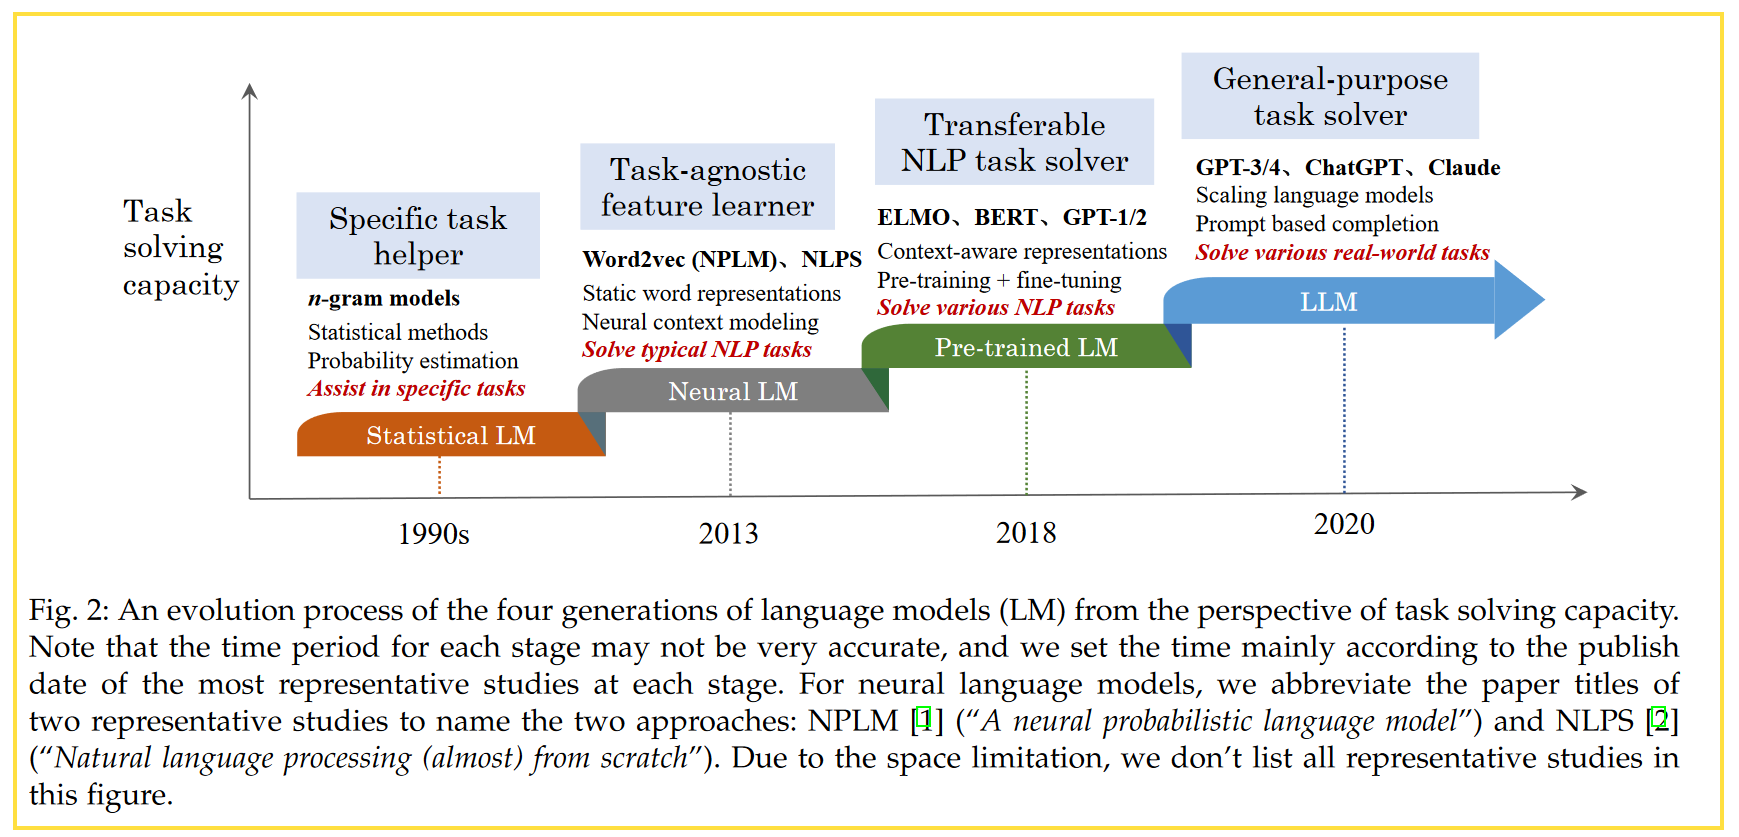 Task
solving
capacity
Specific task
helper
n-gram models
Statistical methods
Probability estimation
Assist in specific tasks
Statistical LM
1990s
Task-agnostic
feature learner
Word2vec (NPLM)、NLPS
Static word representations
Neural context modeling
Solve typical NLP tasks
Neural LM
2013
Transferable
NLP task solver
ELMO、BERT、GPT-1/2
Context-aware representations
Pre-training + fine-tuning
Solve various NLP tasks
Pre-trained LM
2018
General-purpose
task solver
GPT-3/4、ChatGPT、Claude
Scaling language models
Prompt based completion
Solve various real-world tasks
LLM
2020
Fig. 2: An evolution process of the four generations of language models (LM) from the perspective of task solving capacity.
Note that the time period for each stage may not be very accurate, and we set the time mainly according to the publish
date of the most representative studies at each stage. For neural language models, we abbreviate the paper titles of
two representative studies to name the two approaches: NPLM [1] (“A neural probabilistic language model”) and NLPS [2]
(“Natural language processing (almost) from scratch”). Due to the space limitation, we don’t list all representative studies in
this figure.